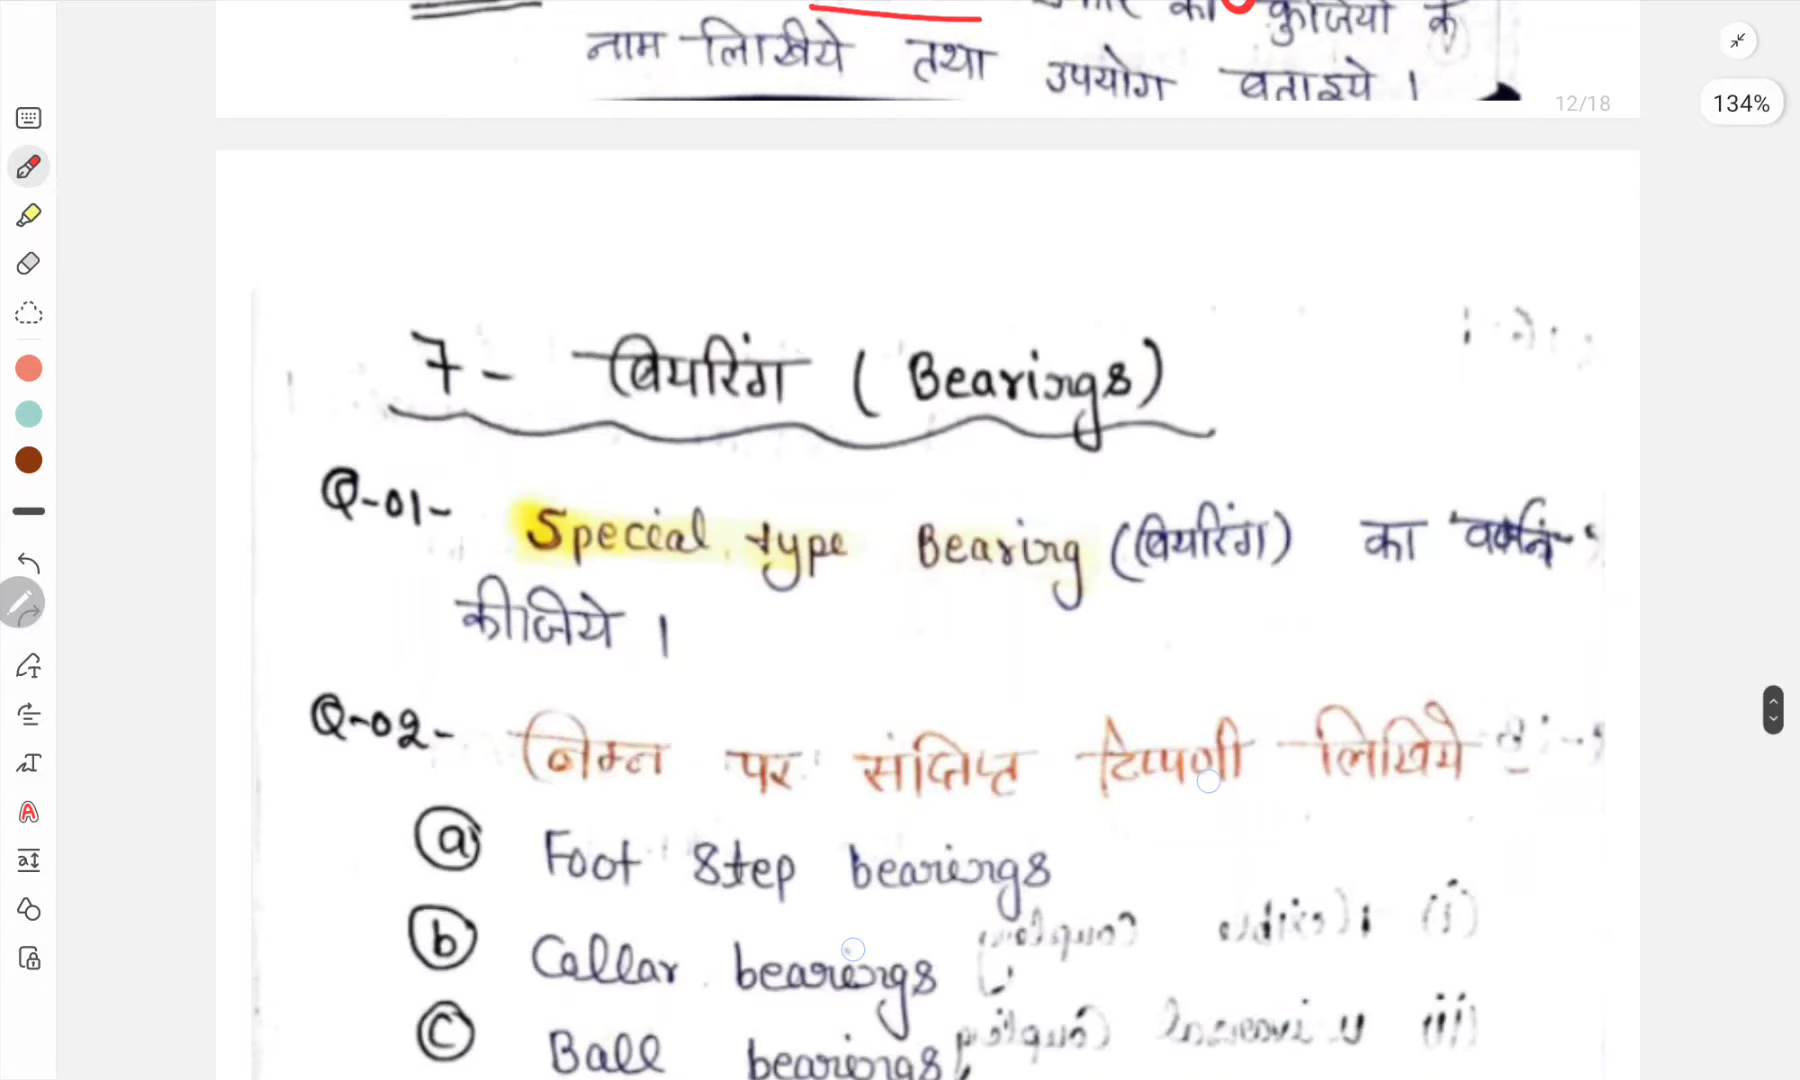 नाम लिखिये तथा उपयोग बताइये ।
12/18
134%
7- बियरिंग ( Bearings)
Q-01- Special type Bearing (बियरिंग) का वर्णन
कीजिये ।
Q-02- निम्न पर संक्षिप्त टिप्पणी लिखिये
(a) Foot Step bearings
(b) Collar bearings
(c) Ball bearings